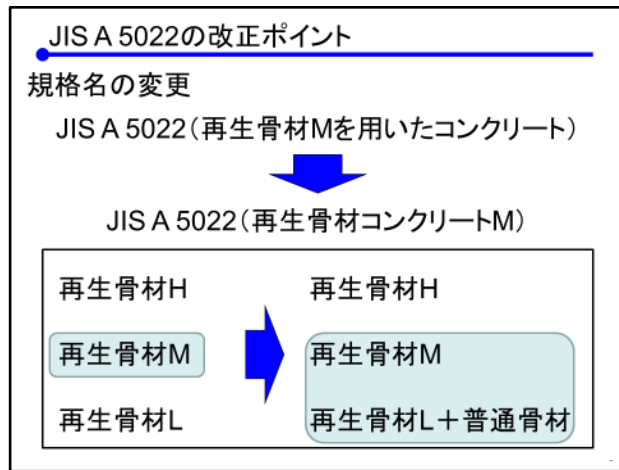 JIS A 5022の改正ポイント
規格名の変更
JIS A 5022（再生骨材Mを用いたコンクリート）
JIS A 5022（再生骨材コンクリートM）
再生骨材H
再生骨材M
再生骨材L
再生骨材H
再生骨材M
再生骨材L＋普通骨材